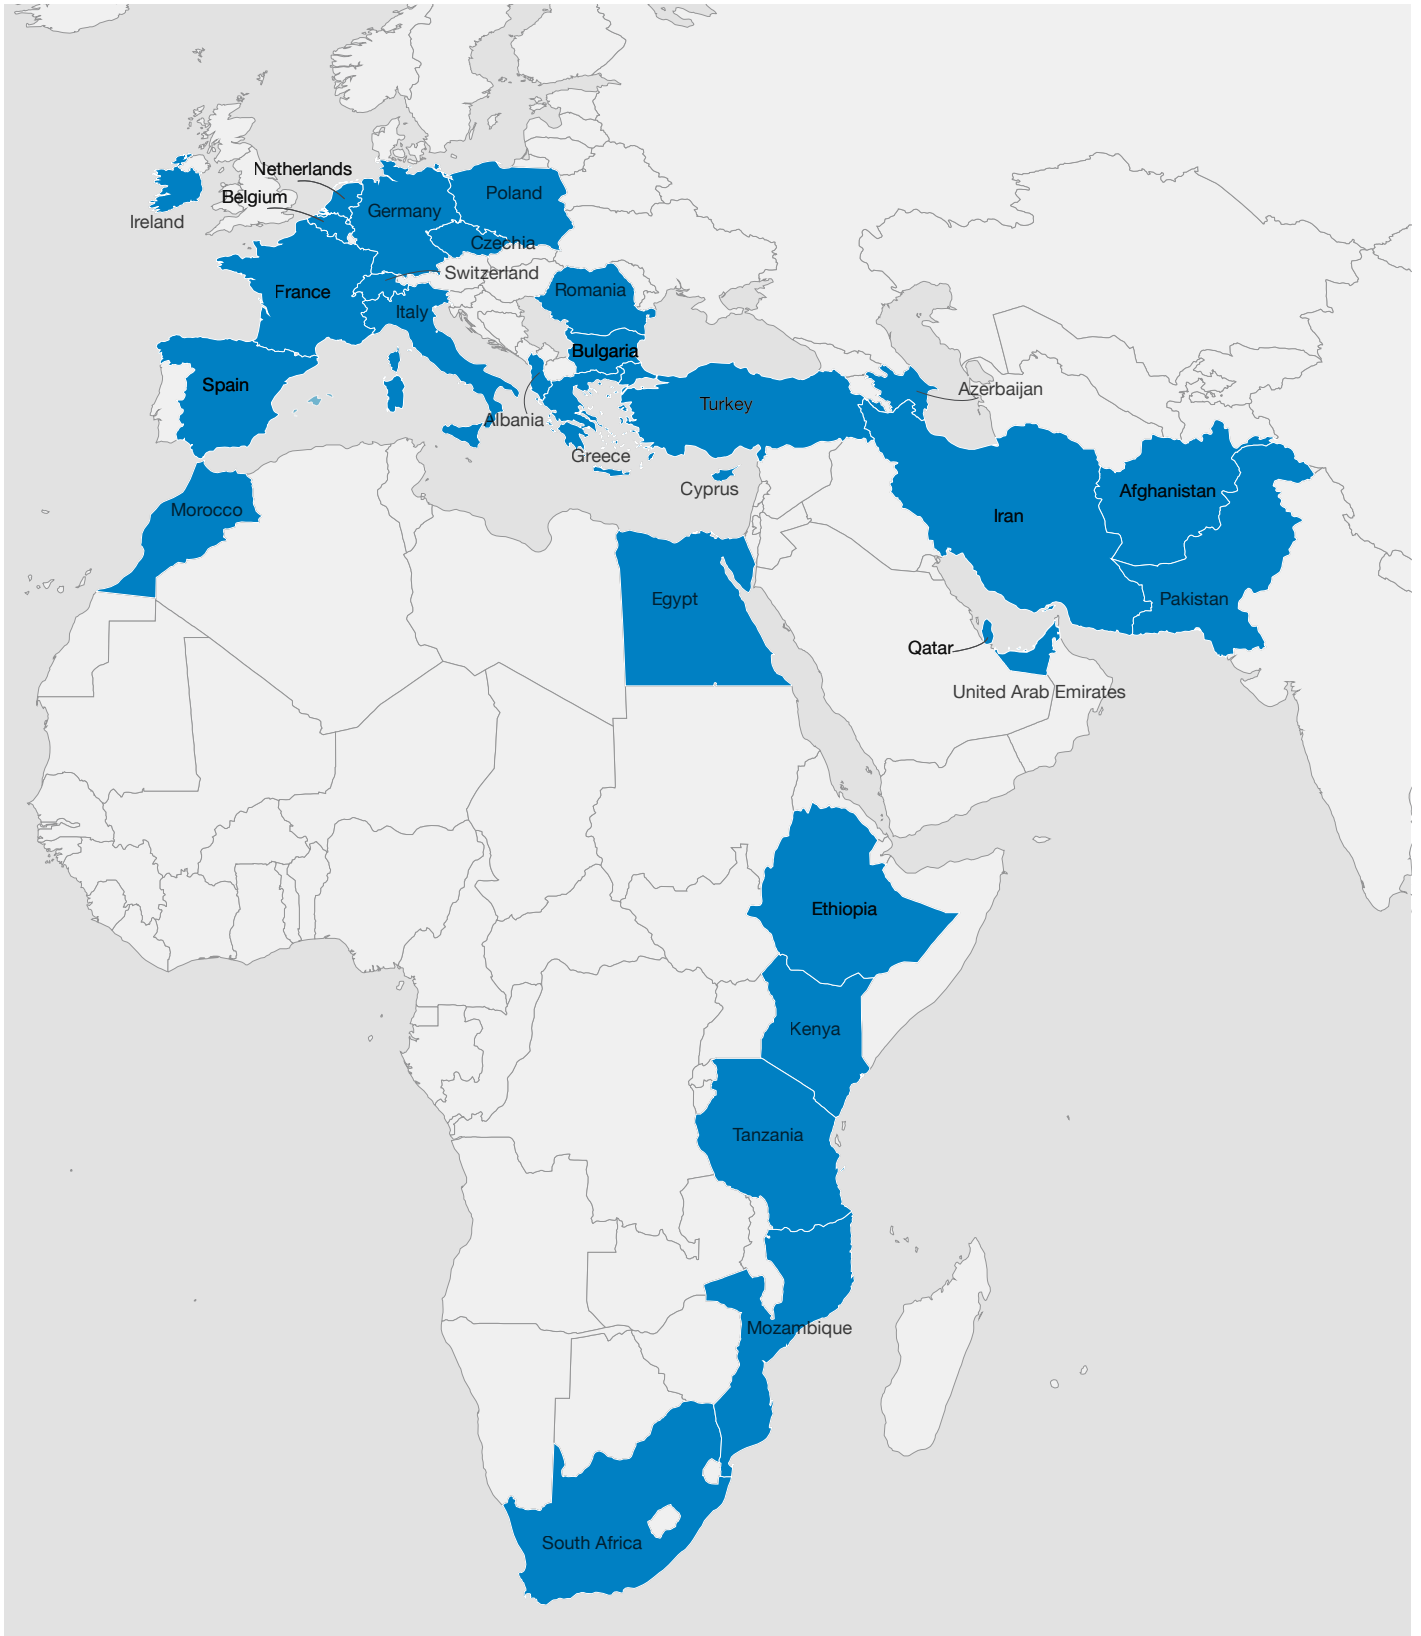 Netherlands
Poland
Belgium
Germany
Ireland
Czechia
Switzerland
Romania
France
Italy
Bulgaria
Spain
Azerbaijan
Turkey
Albania
Greece
Cyprus
Afghanistan
Morocco
Iran
Egypt
Pakistan
Qatar
United Arab Emirates
Ethiopia
Kenya
Tanzania
Mozambique
South Africa